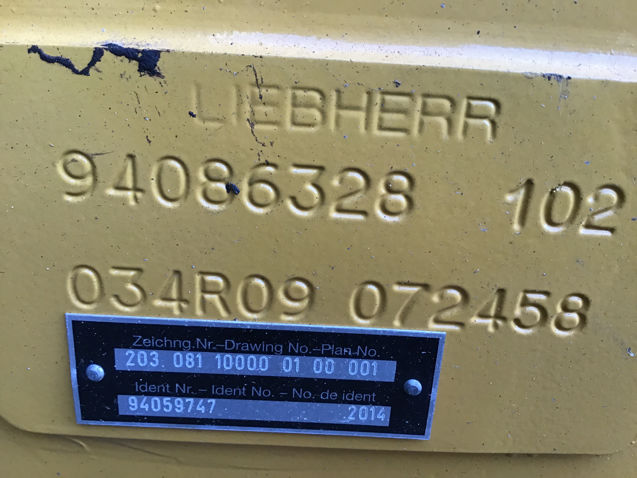 LIEBHERR
94086328 102
034R09 072458
Zeichng.Nr.–Drawing No.–Plan No.
203 081 10000 01 00 001
Ident Nr. – Ident No. – No. de ident
94059747 2014